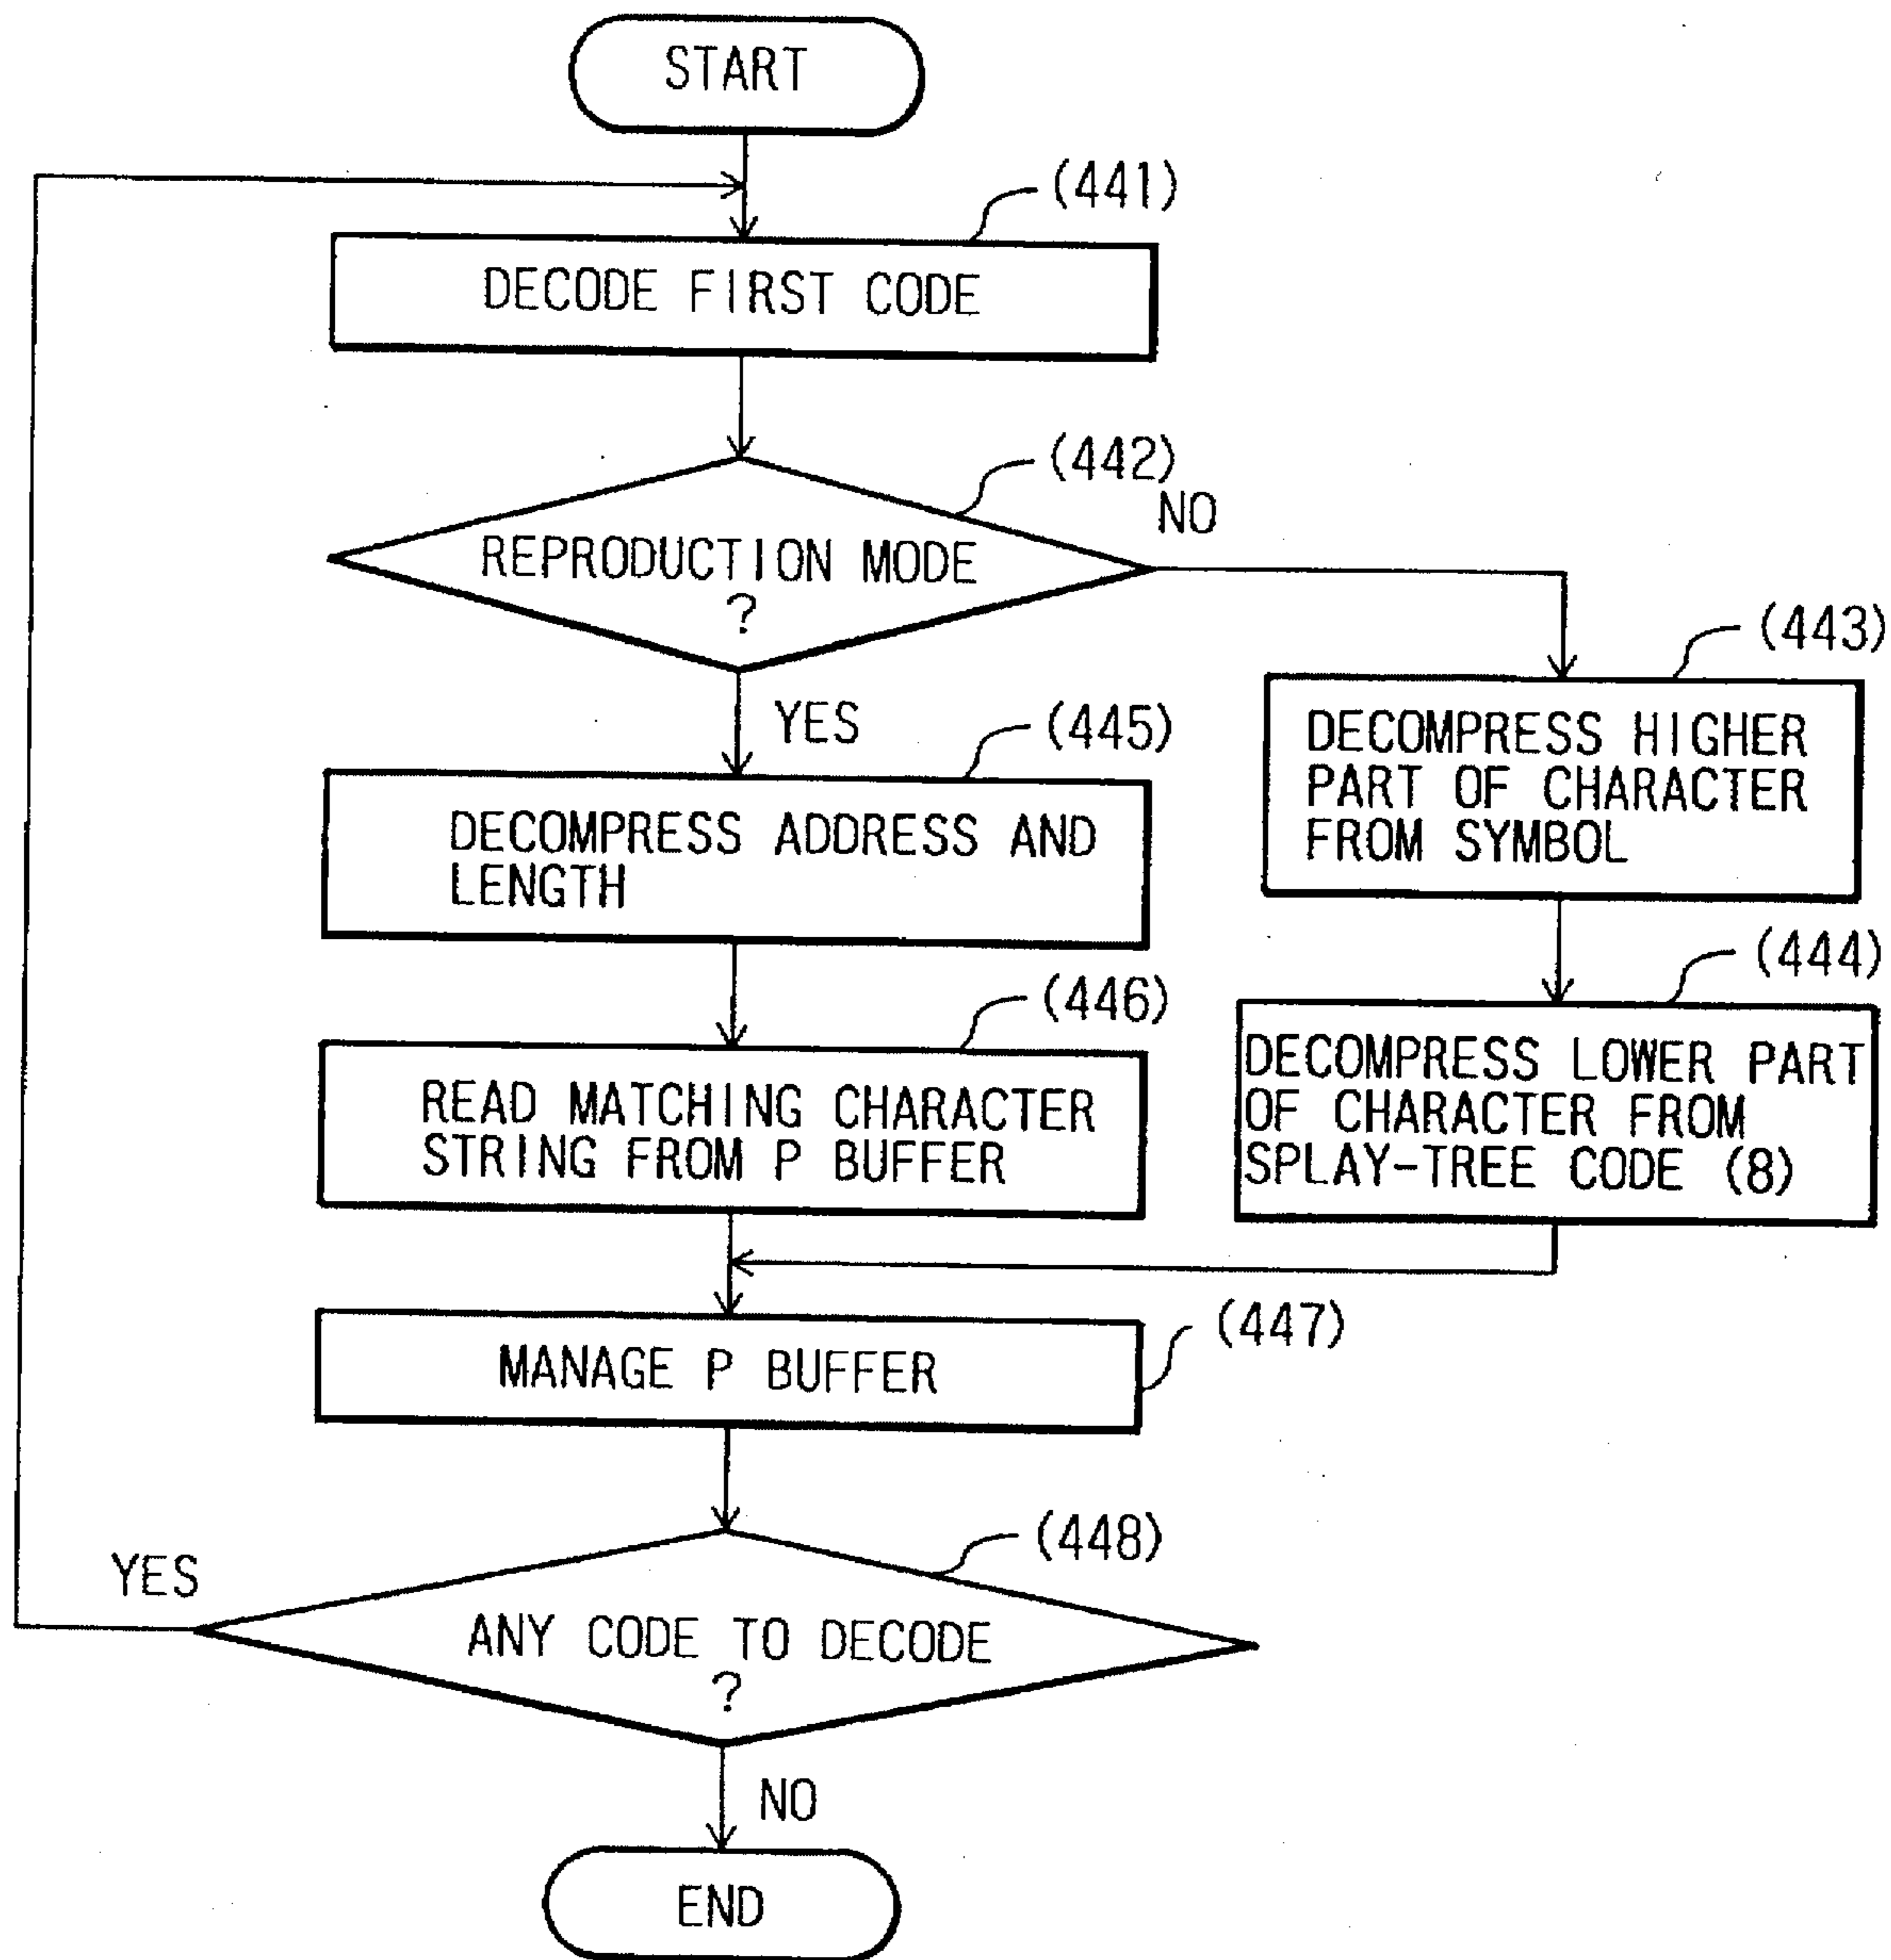 START
(441)
DECODE FIRST CODE
(442)
NO
REPRODUCTION MODE
?
YES
(443)
DECOMPRESS HIGHER
PART OF CHARACTER
FROM SYMBOL
(445)
DECOMPRESS ADDRESS AND
LENGTH
(444)
DECOMPRESS LOWER PART
OF CHARACTER FROM
SPLAY-TREE CODE (8)
(446)
READ MATCHING CHARACTER
STRING FROM P BUFFER
(447)
MANAGE P BUFFER
(448)
YES
ANY CODE TO DECODE
?
NO
END